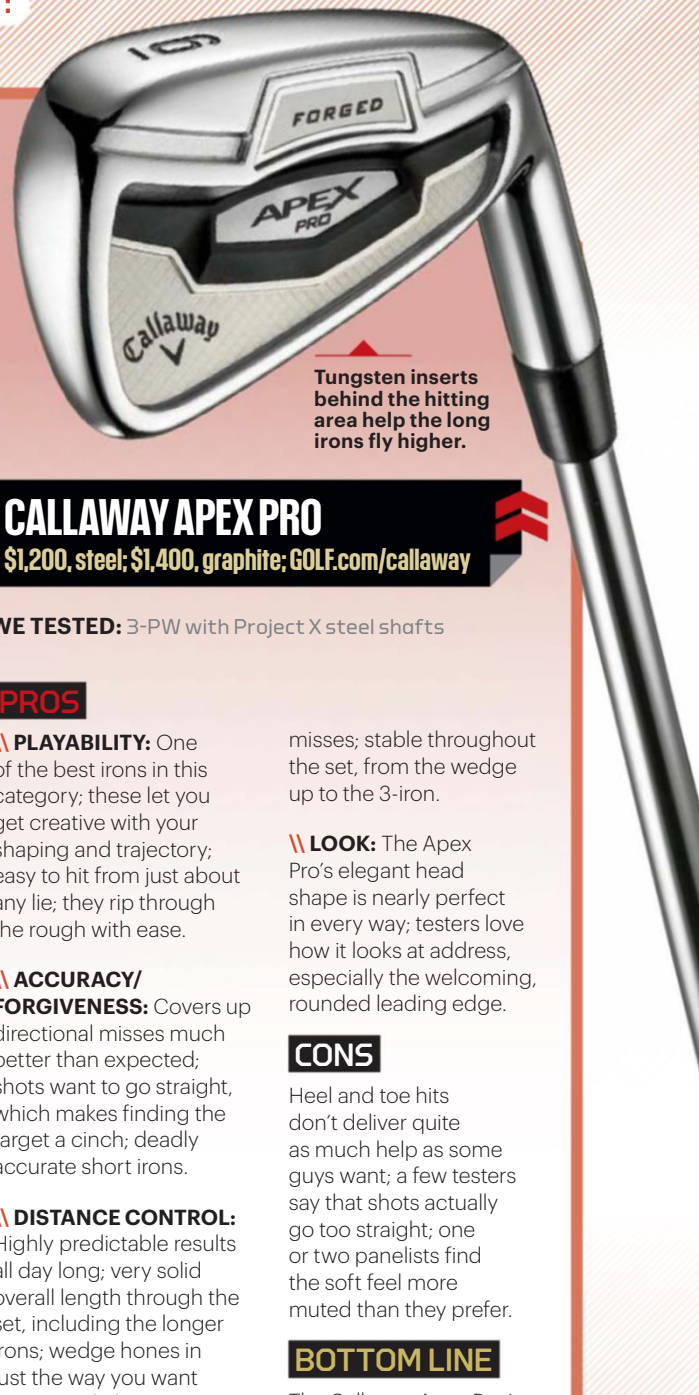 :
6
FORGED
APEX
PRO
Callaway
Tungsten inserts
behind the hitting
area help the long
irons fly higher.
CALLAWAY APEX PRO
$1,200, steel; $1,400, graphite; GOLF.com/callaway
WE TESTED: 3-PW with Project X steel shafts
PROS
\\ PLAYABILITY: One
of the best irons in this
category; these let you
get creative with your
shaping and trajectory;
easy to hit from just about
any lie; they rip through
the rough with ease.
\\ ACCURACY/
FORGIVENESS: Covers up
directional misses much
better than expected;
shots want to go straight,
which makes finding the
target a cinch; deadly
accurate short irons.
\\ DISTANCE CONTROL:
Highly predictable results
all day long; very solid
overall length through the
set, including the longer
irons; wedge hones in
just the way you want
misses; stable throughout
the set, from the wedge
up to the 3-iron.
\\ LOOK: The Apex
Pro’s elegant head
shape is nearly perfect
in every way; testers love
how it looks at address,
especially the welcoming,
rounded leading edge.
CONS
Heel and toe hits
don’t deliver quite
as much help as some
guys want; a few testers
say that shots actually
go too straight; one
or two panelists find
the soft feel more
muted than they prefer.
BOTTOM LINE